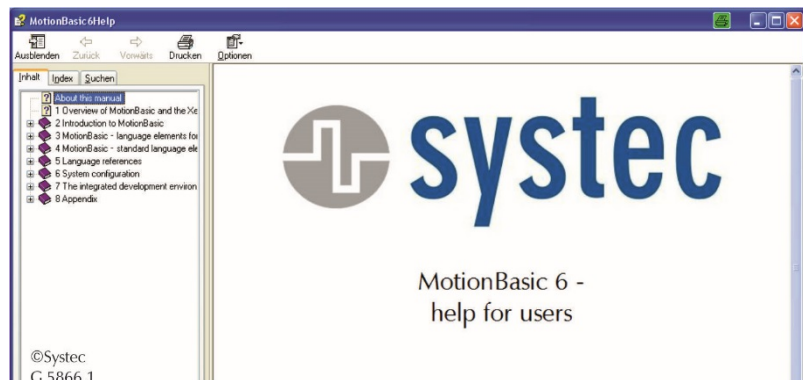 MotionBasic6Help
Ausblenden Zurück Vorwärts Drucken Optionen
Inhalt Index Suchen
About this manual
1 Overview of MotionBasic and the Xe
2 Introduction to MotionBasic
3 MotionBasic - language elements for
4 MotionBasic - standard language ele
5 Language references
6 System configuration
7 The integrated development environ
8 Appendix
systec
MotionBasic 6 -
help for users
©Systec
G 5866.1